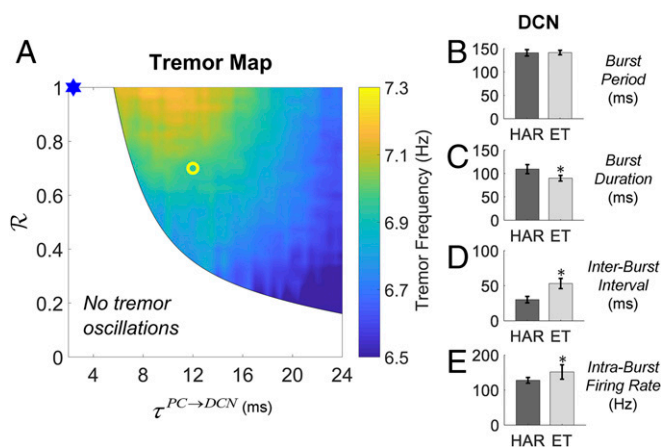 A
Tremor Map
ℛ
1
0.8
0.6
0.4
0.2
0
No tremor
oscillations
4
8
12
16
20
24
τ^{PC→DCN} (ms)
7.3
7.1
6.9
6.7
6.5
Tremor Frequency (Hz)
DCN
B
150
100
50
0
HAR ET
Burst
Period
(ms)
C
150
100
50
0
*
HAR ET
Burst
Duration
(ms)
D
100
50
0
*
HAR ET
Inter-Burst
Interval
(ms)
E
200
100
0
*
HAR ET
Intra-Burst
Firing Rate
(Hz)